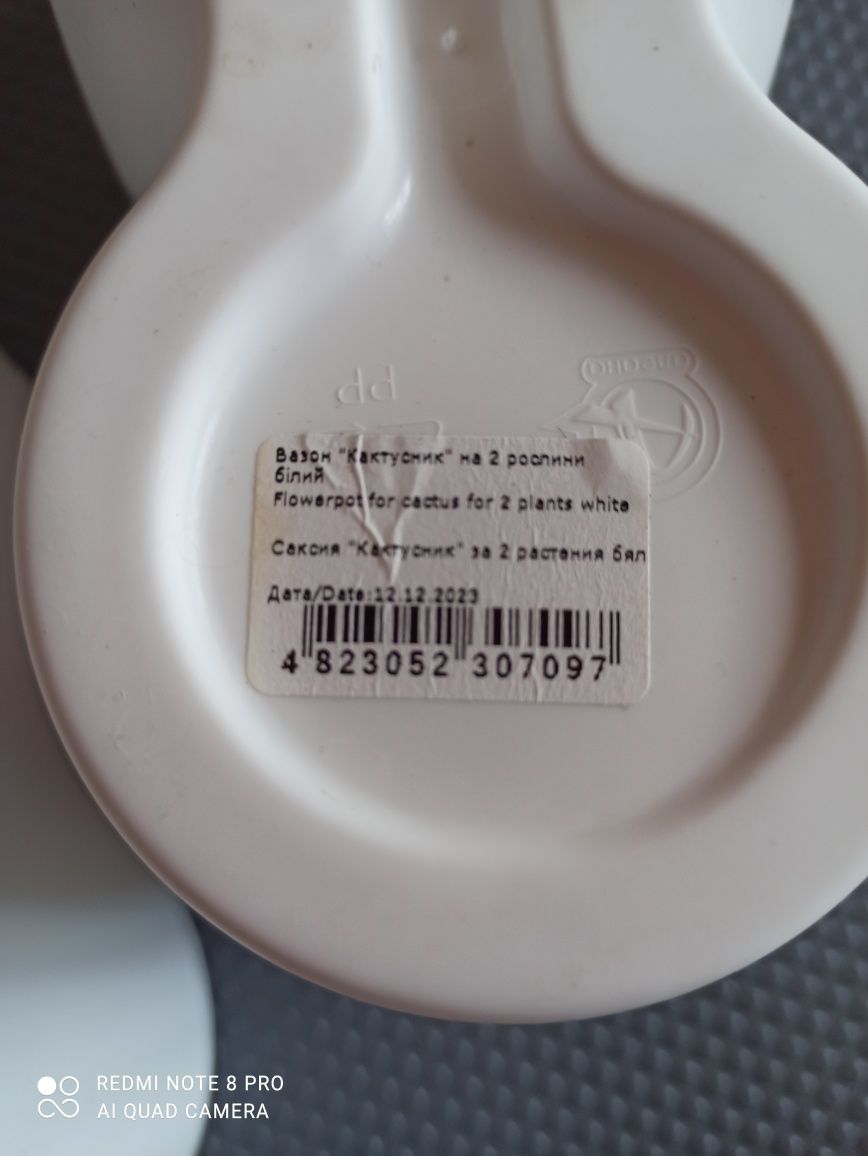 PP
Вазон "Кактусник" на 2 рослини
білий
Flowerpot for cactus for 2 plants white
Саксия "Кактусник" за 2 растения бял
Дата/Date:12.12.2023
4 823052 307097
REDMI NOTE 8 PRO
AI QUAD CAMERA